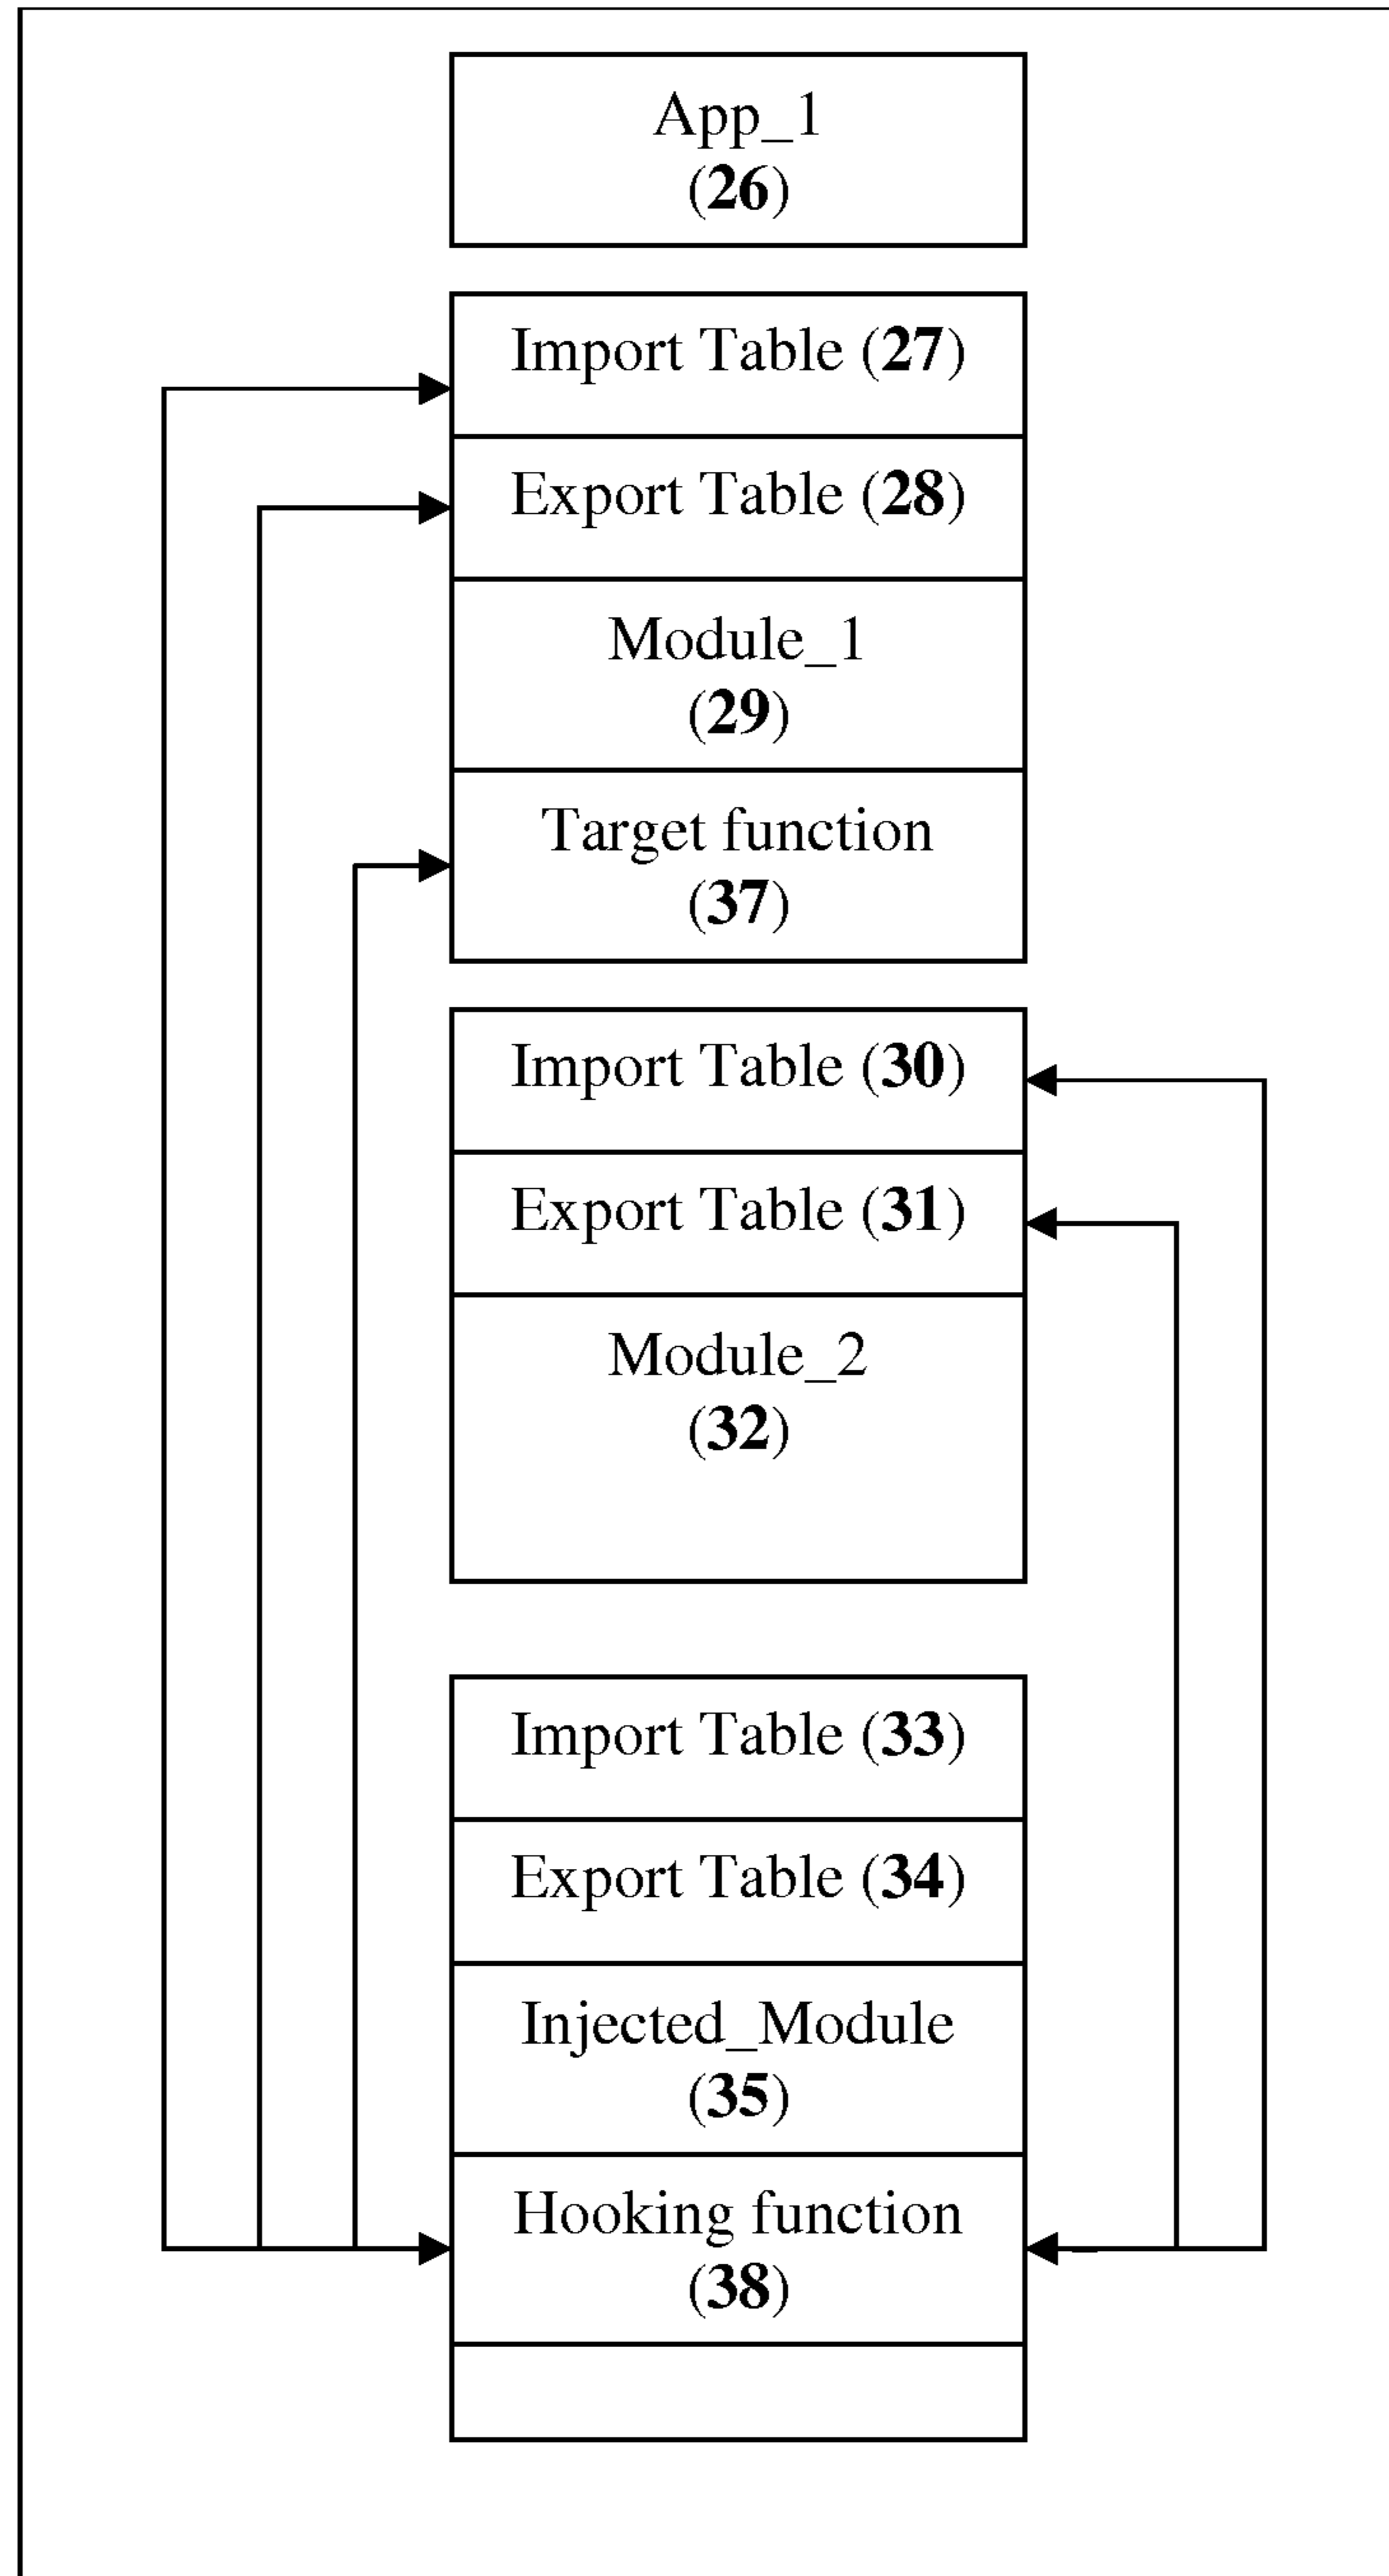 App_1
(26)
Import Table (27)
Export Table (28)
Module_1
(29)
Target function
(37)
Import Table (30)
Export Table (31)
Module_2
(32)
Import Table (33)
Export Table (34)
Injected_Module
(35)
Hooking function
(38)